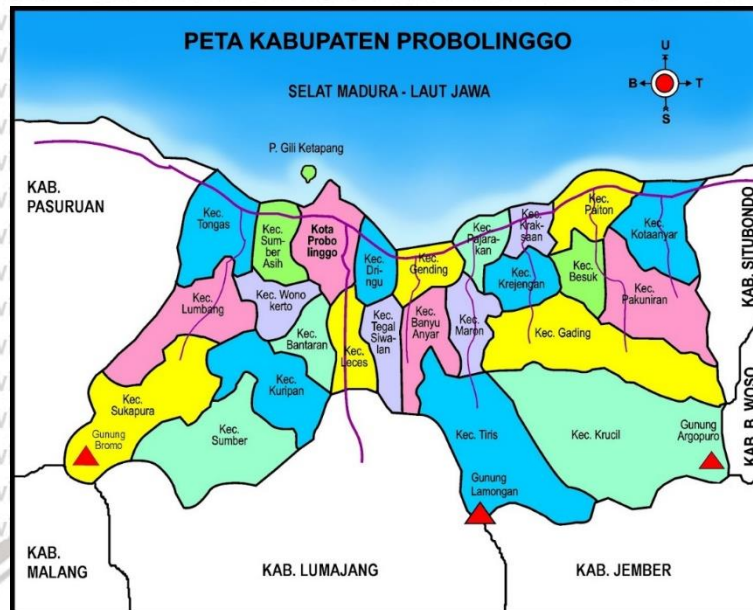 PETA KABUPATEN PROBOLINGGO
U
B
T
S
SELAT MADURA - LAUT JAWA
P. Gili Ketapang
KAB.
PASURUAN
Kec.
Tongas
Kec.
Sum-
ber
Asih
Kota
Probo
linggo
Kec.
Dri-
ngu
Kec.
Gending
Kec.
Pajara-
kan
Kec.
Krak-
saan
Kec.
Paiton
Kec.
Kotaanyar
KAB. SITUBONDO
Kec.
Lumbang
Kec. Wono
kerto
Kec.
Bantaran
Kec.
Leces
Kec.
Tegal
Siwa-
lan
Kec.
Banyu
Anyar
Kec.
Maron
Kec.
Krejengan
Kec.
Besuk
Kec.
Pakuniran
Kec. Gading
Kec.
Sukapura
Gunung
Bromo
Kec.
Kuripan
Kec.
Sumber
Kec. Tiris
Gunung
Lamongan
Kec. Krucil
Gunung
Argopuro
KAB. B. WOSO
KAB.
MALANG
KAB. LUMAJANG
KAB. JEMBER